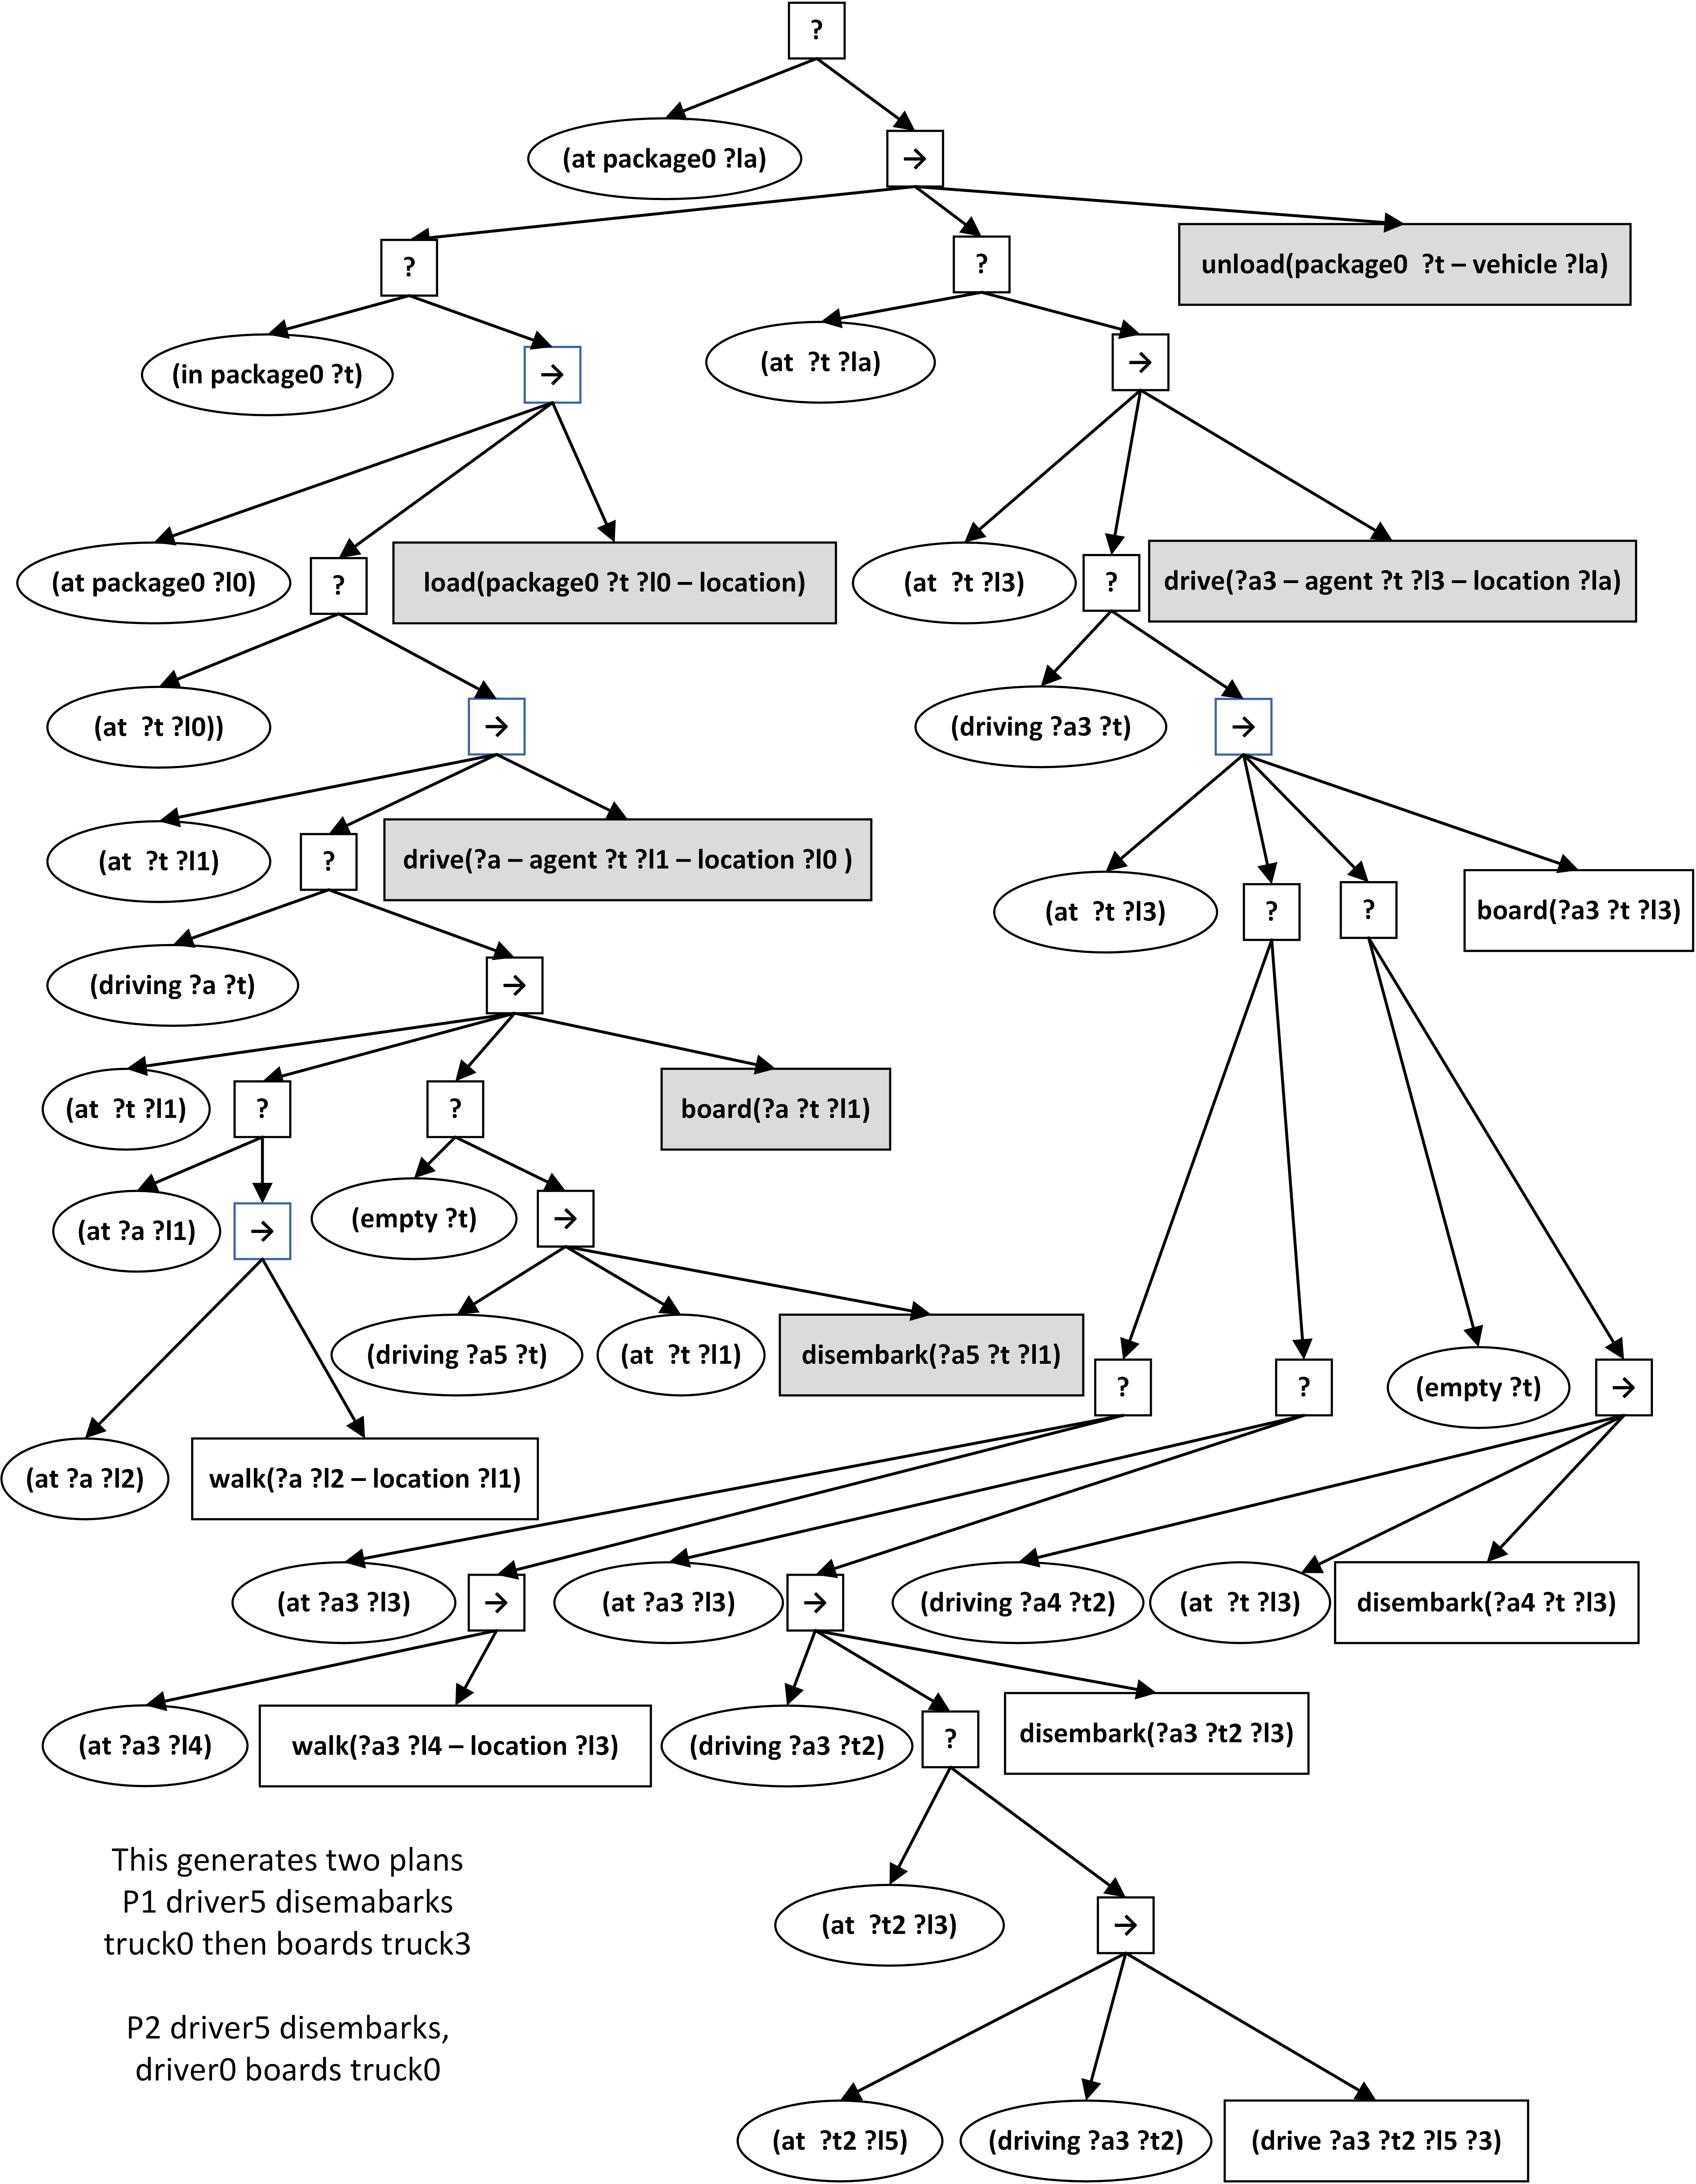 ?
(at package0 ?la)
→
?
?
unload(package0 ?t – vehicle ?la)
(in package0 ?t)
→
(at ?t ?la)
→
(at package0 ?l0)
?
load(package0 ?t ?l0 – location)
(at ?t ?l3)
?
drive(?a3 – agent ?t ?l3 – location ?la)
(at ?t ?l0))
→
(driving ?a3 ?t)
→
(at ?t ?l1)
?
drive(?a – agent ?t ?l1 – location ?l0 )
(at ?t ?l3)
?
?
board(?a3 ?t ?l3)
(driving ?a ?t)
→
(at ?t ?l1)
?
?
board(?a ?t ?l1)
(at ?a ?l1)
→
(empty ?t)
→
(driving ?a5 ?t)
(at ?t ?l1)
disembark(?a5 ?t ?l1)
?
?
(empty ?t)
→
(at ?a ?l2)
walk(?a ?l2 – location ?l1)
(at ?a3 ?l3)
→
(at ?a3 ?l3)
→
(driving ?a4 ?t2)
(at ?t ?l3)
disembark(?a4 ?t ?l3)
(at ?a3 ?l4)
walk(?a3 ?l4 – location ?l3)
(driving ?a3 ?t2)
?
disembark(?a3 ?t2 ?l3)
This generates two plans
P1 driver5 disemabarks
truck0 then boards truck3
(at ?t2 ?l3)
→
P2 driver5 disembarks,
driver0 boards truck0
(at ?t2 ?l5)
(driving ?a3 ?t2)
(drive ?a3 ?t2 ?l5 ?3)